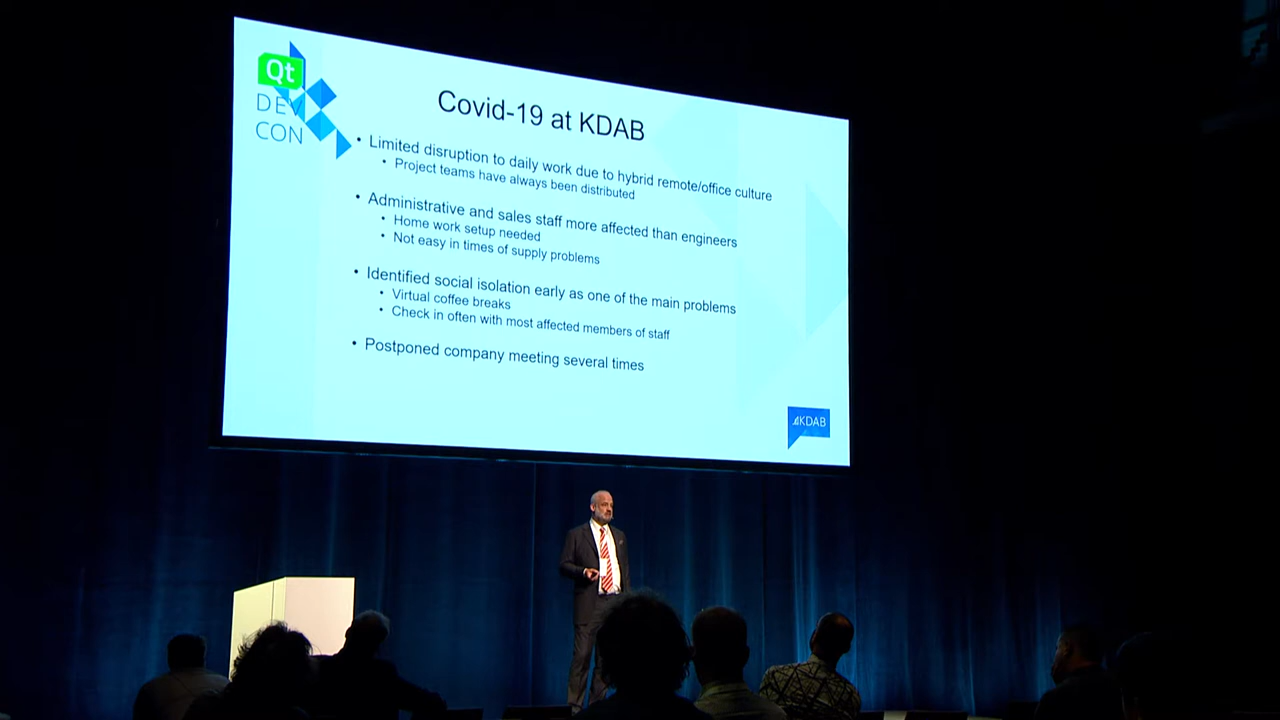 Qt
DEV
CON
Covid-19 at KDAB
• Limited disruption to daily work due to hybrid remote/office culture
• Project teams have always been distributed
• Administrative and sales staff more affected than engineers
• Home work setup needed
• Not easy in times of supply problems
• Identified social isolation early as one of the main problems
• Virtual coffee breaks
• Check in often with most affected members of staff
• Postponed company meeting several times
KDAB